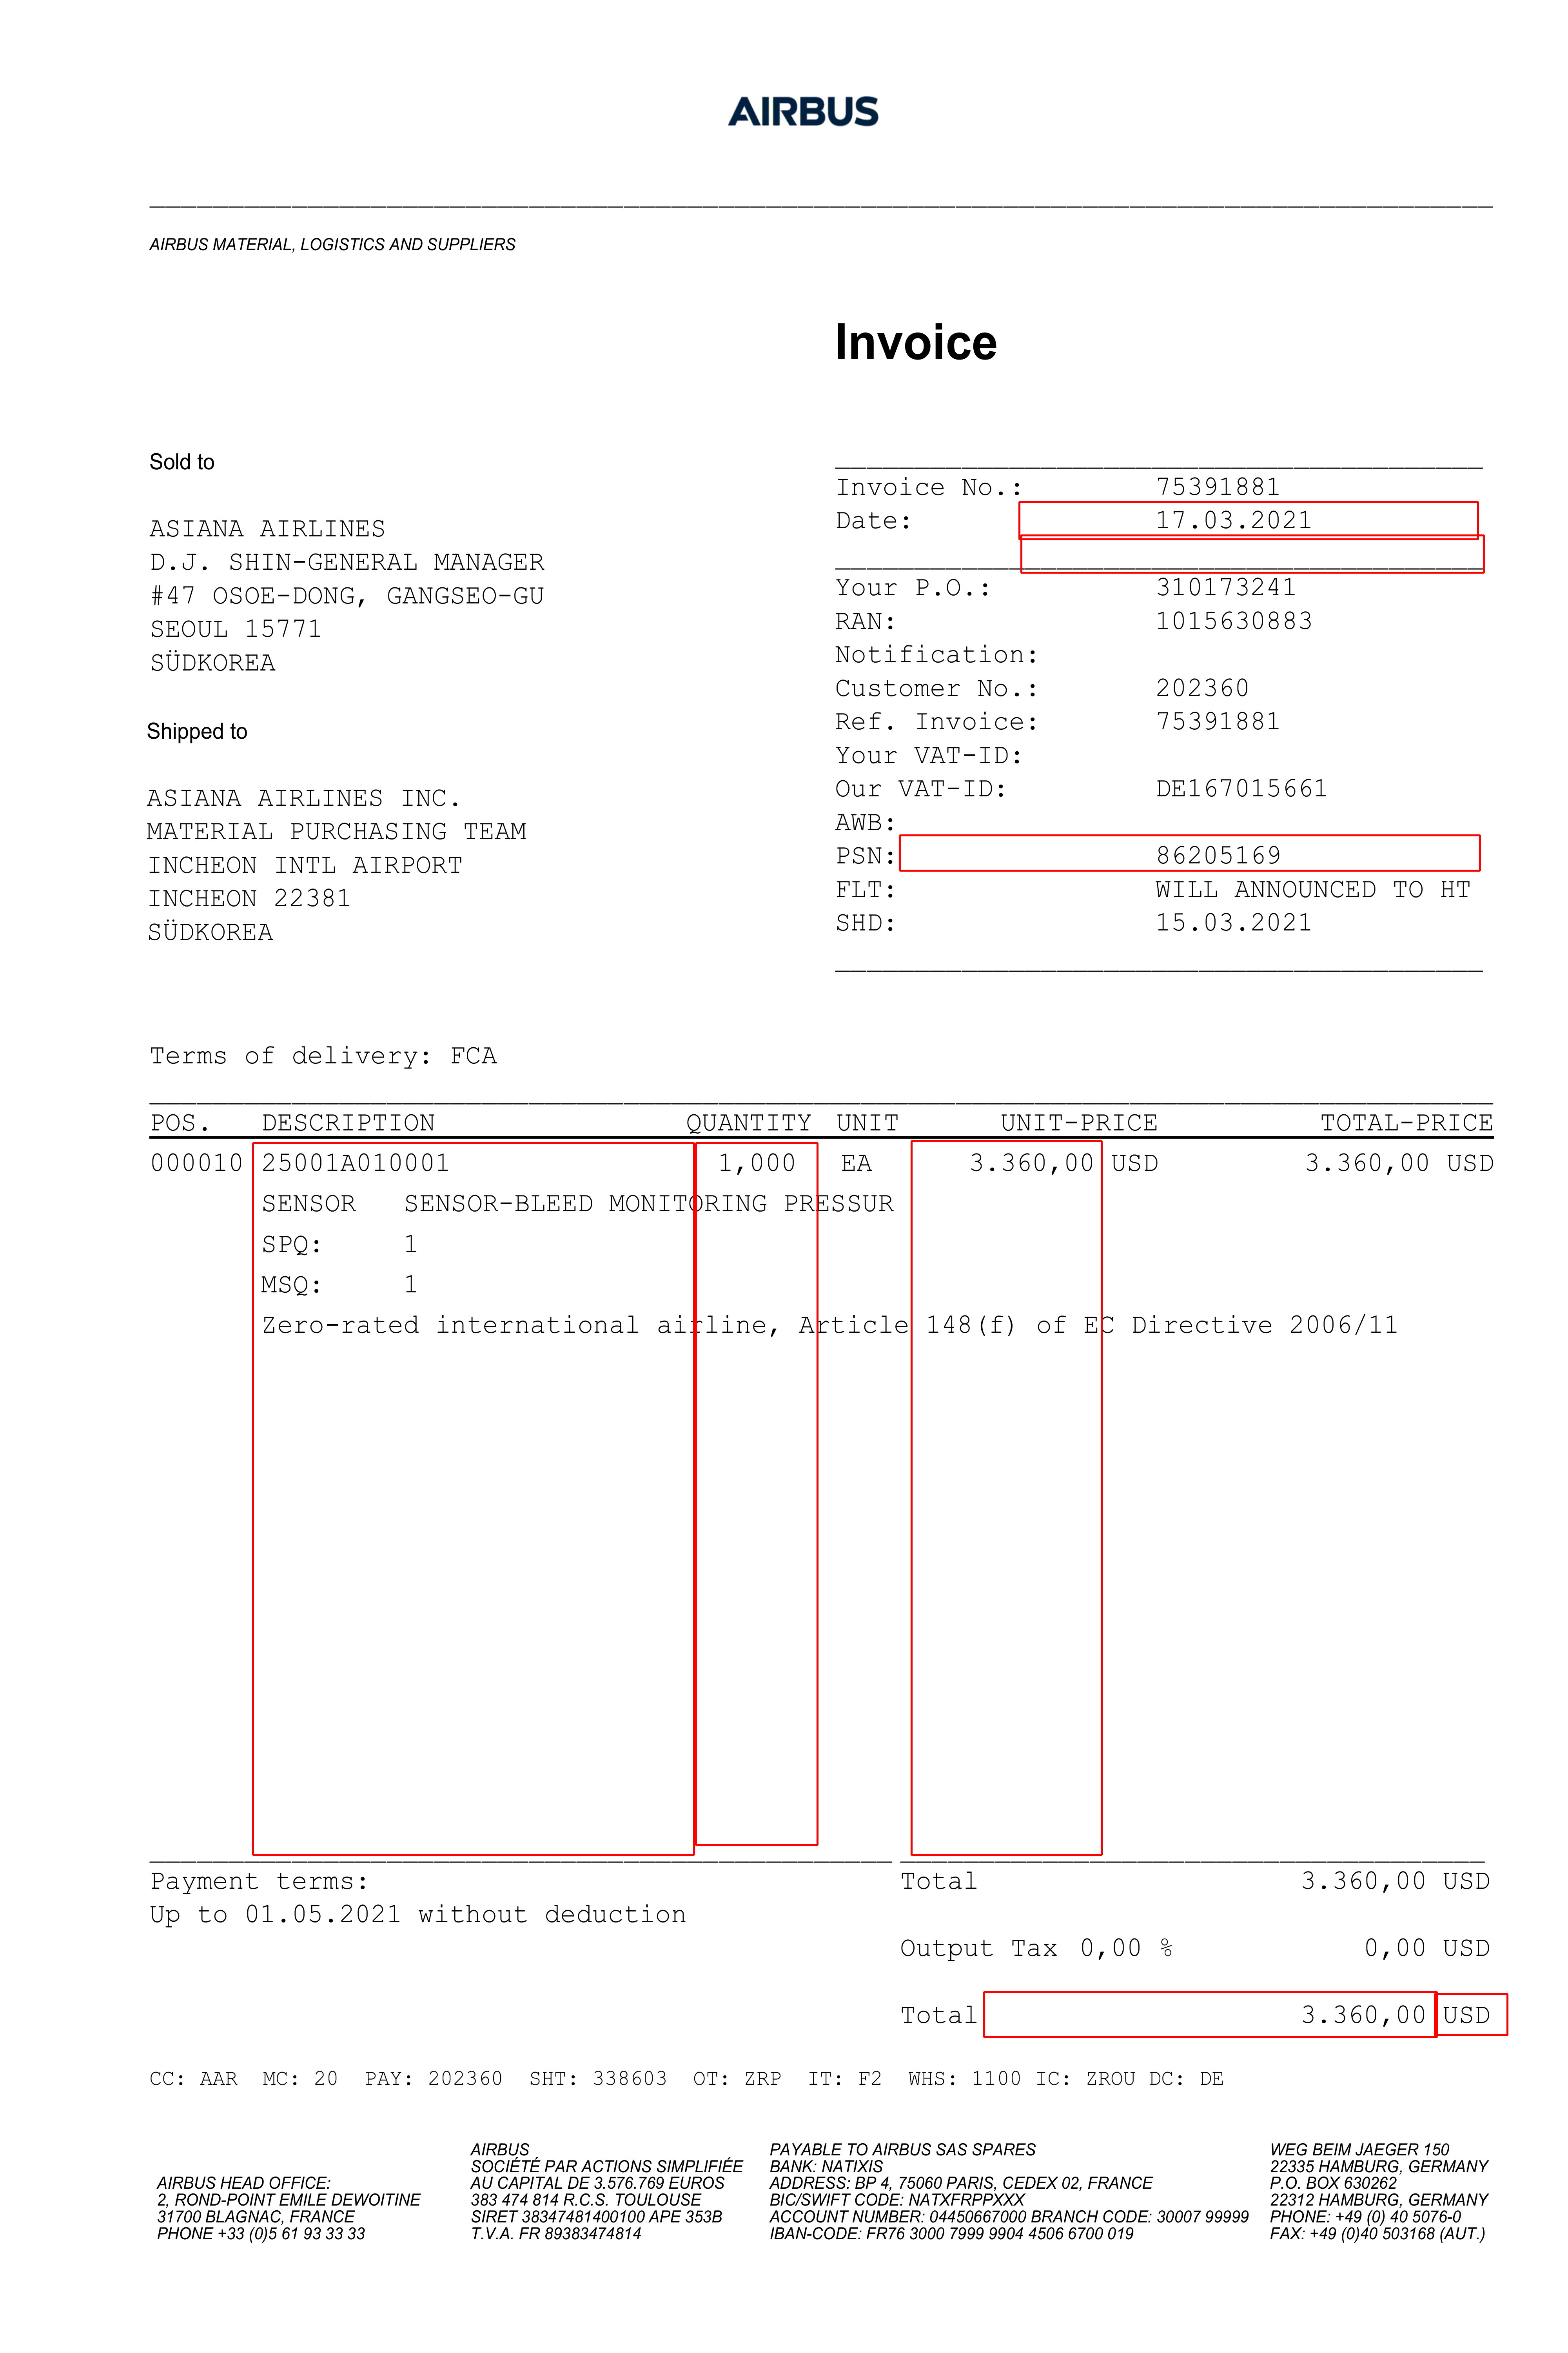 AIRBUS
AIRBUS MATERIAL, LOGISTICS AND SUPPLIERS
Invoice
Sold to
ASIANA AIRLINES
D.J. SHIN-GENERAL MANAGER
#47 OSOE-DONG, GANGSEO-GU
SEOUL 15771
SÜDKOREA
Shipped to
ASIANA AIRLINES INC.
MATERIAL PURCHASING TEAM
INCHEON INTL AIRPORT
INCHEON 22381
SÜDKOREA
Invoice No.: 75391881
Date: 17.03.2021
Your P.O.: 310173241
RAN: 1015630883
Notification:
Customer No.: 202360
Ref. Invoice: 75391881
Your VAT-ID:
Our VAT-ID: DE167015661
AWB:
PSN: 86205169
FLT: WILL ANNOUNCED TO HT
SHD: 15.03.2021
Terms of delivery: FCA
POS. DESCRIPTION QUANTITY UNIT UNIT-PRICE TOTAL-PRICE
000010 25001A010001 1,000 EA 3.360,00 USD 3.360,00 USD
SENSOR SENSOR-BLEED MONITORING PRESSUR
SPQ: 1
MSQ: 1
Zero-rated international airline, Article 148(f) of EC Directive 2006/11
Payment terms:
Up to 01.05.2021 without deduction
Total 3.360,00 USD
Output Tax 0,00 % 0,00 USD
Total 3.360,00 USD
CC: AAR MC: 20 PAY: 202360 SHT: 338603 OT: ZRP IT: F2 WHS: 1100 IC: ZROU DC: DE
AIRBUS HEAD OFFICE:
2, ROND-POINT EMILE DEWOITINE
31700 BLAGNAC, FRANCE
PHONE +33 (0)5 61 93 33 33
AIRBUS
SOCIÉTÉ PAR ACTIONS SIMPLIFIÉE
AU CAPITAL DE 3.576.769 EUROS
383 474 814 R.C.S. TOULOUSE
SIRET 38347481400100 APE 353B
T.V.A. FR 89383474814
PAYABLE TO AIRBUS SAS SPARES
BANK: NATIXIS
ADDRESS: BP 4, 75060 PARIS, CEDEX 02, FRANCE
BIC/SWIFT CODE: NATXFRPPXXX
ACCOUNT NUMBER: 04450667000 BRANCH CODE: 30007 99999
IBAN-CODE: FR76 3000 7999 9904 4506 6700 019
WEG BEIM JAEGER 150
22335 HAMBURG, GERMANY
P.O. BOX 630262
22312 HAMBURG, GERMANY
PHONE: +49 (0) 40 5076-0
FAX: +49 (0)40 503168 (AUT.)